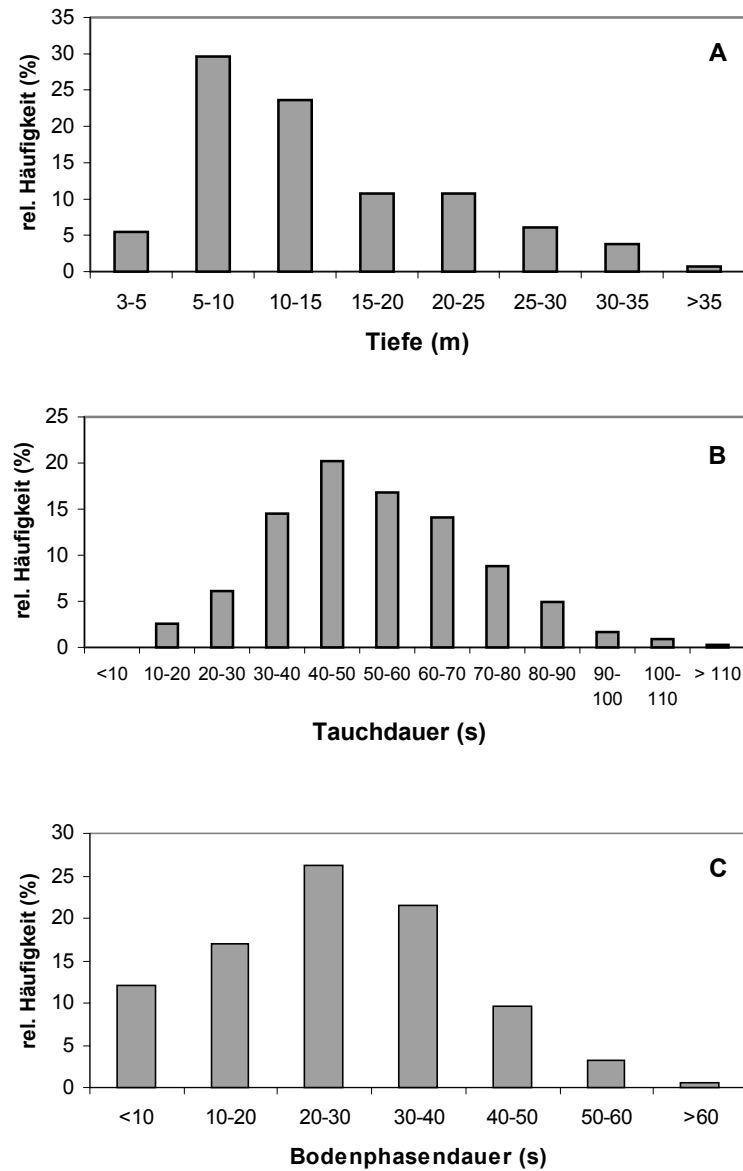 A
rel. Häufigkeit (%)
35
30
25
20
15
10
5
0
3-5 5-10 10-15 15-20 20-25 25-30 30-35 >35
Tiefe (m)
B
rel. Häufigkeit (%)
25
20
15
10
5
0
<10 10-20 20-30 30-40 40-50 50-60 60-70 70-80 80-90 90- 100- > 110
100 110
Tauchdauer (s)
C
rel. Häufigkeit (%)
30
25
20
15
10
5
0
<10 10-20 20-30 30-40 40-50 50-60 >60
Bodenphasendauer (s)